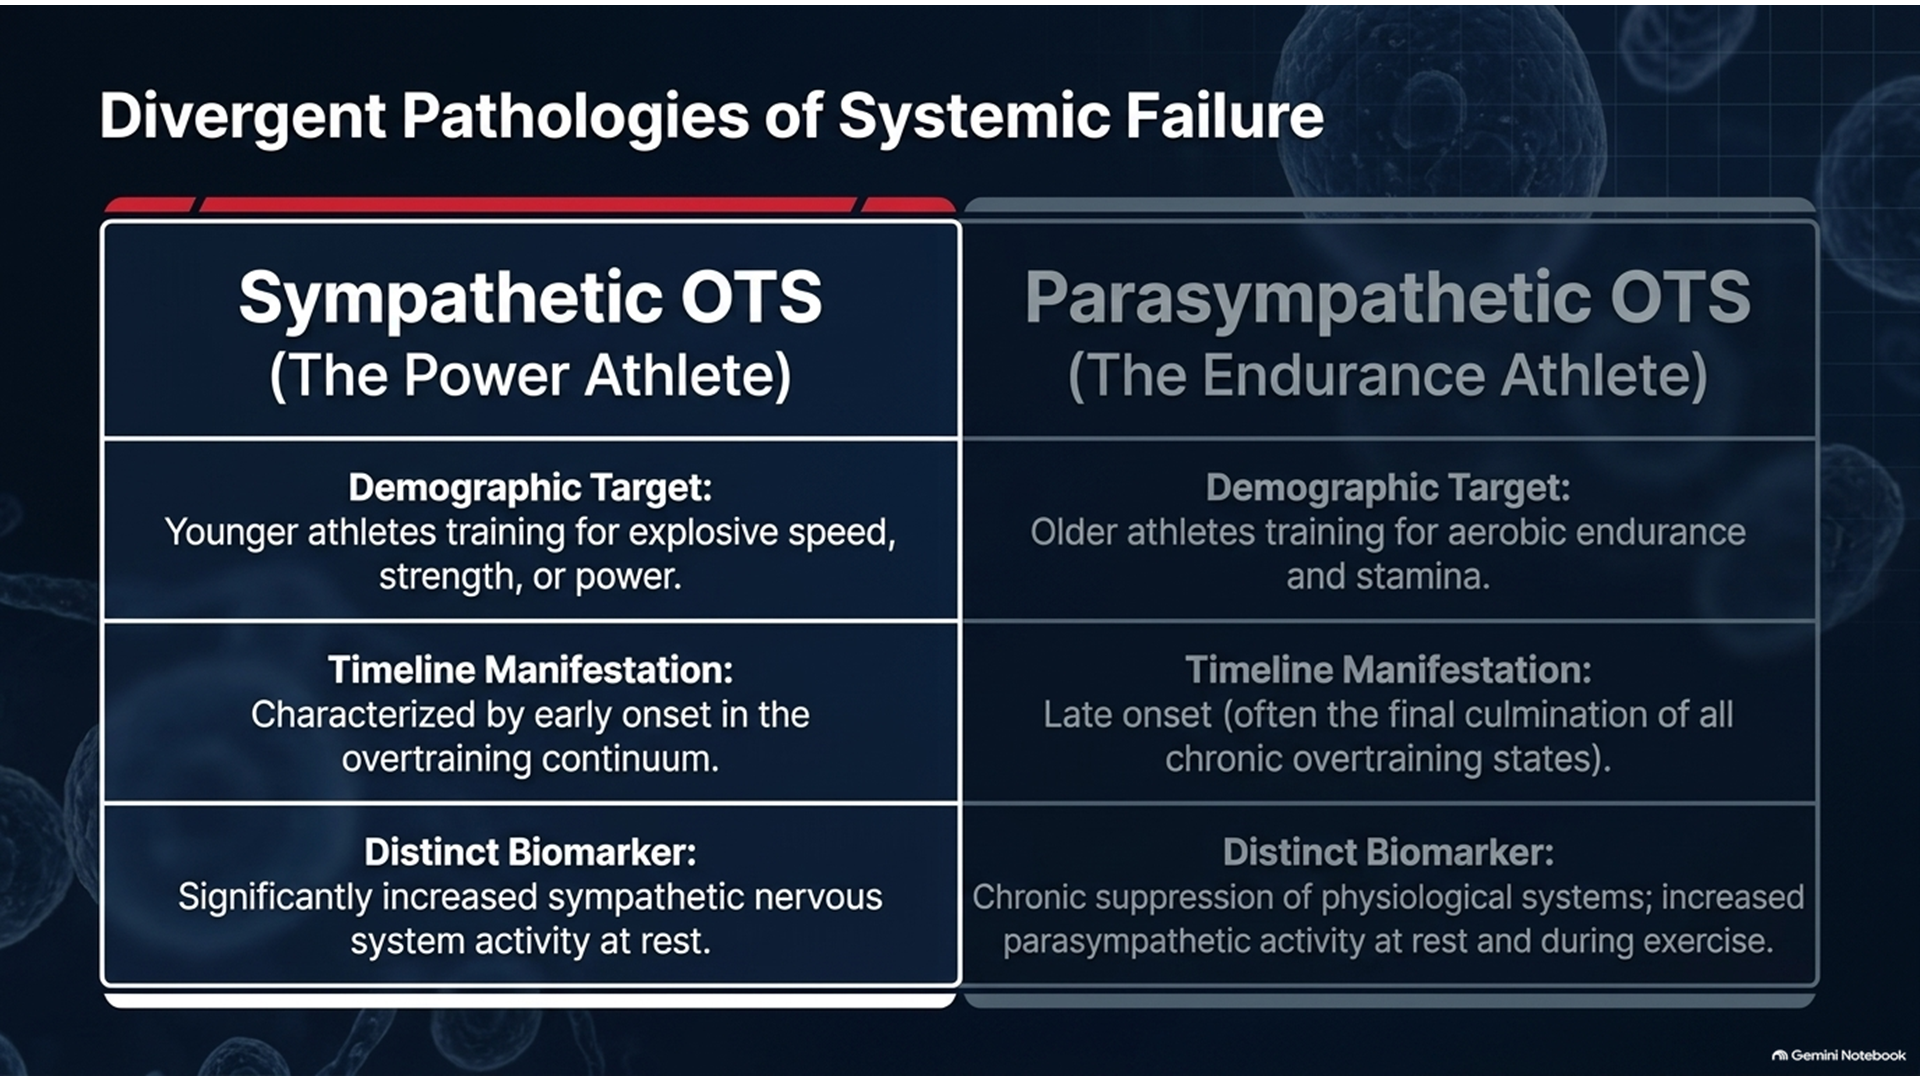 Divergent Pathologies of Systemic Failure
Sympathetic OTS
(The Power Athlete)
Demographic Target:
Younger athletes training for explosive speed,
strength, or power.
Timeline Manifestation:
Characterized by early onset in the
overtraining continuum.
Distinct Biomarker:
Significantly increased sympathetic nervous
system activity at rest.
Parasympathetic OTS
(The Endurance Athlete)
Demographic Target:
Older athletes training for aerobic endurance
and stamina.
Timeline Manifestation:
Late onset (often the final culmination of all
chronic overtraining states).
Distinct Biomarker:
Chronic suppression of physiological systems; increased
parasympathetic activity at rest and during exercise.
Gemini Notebook